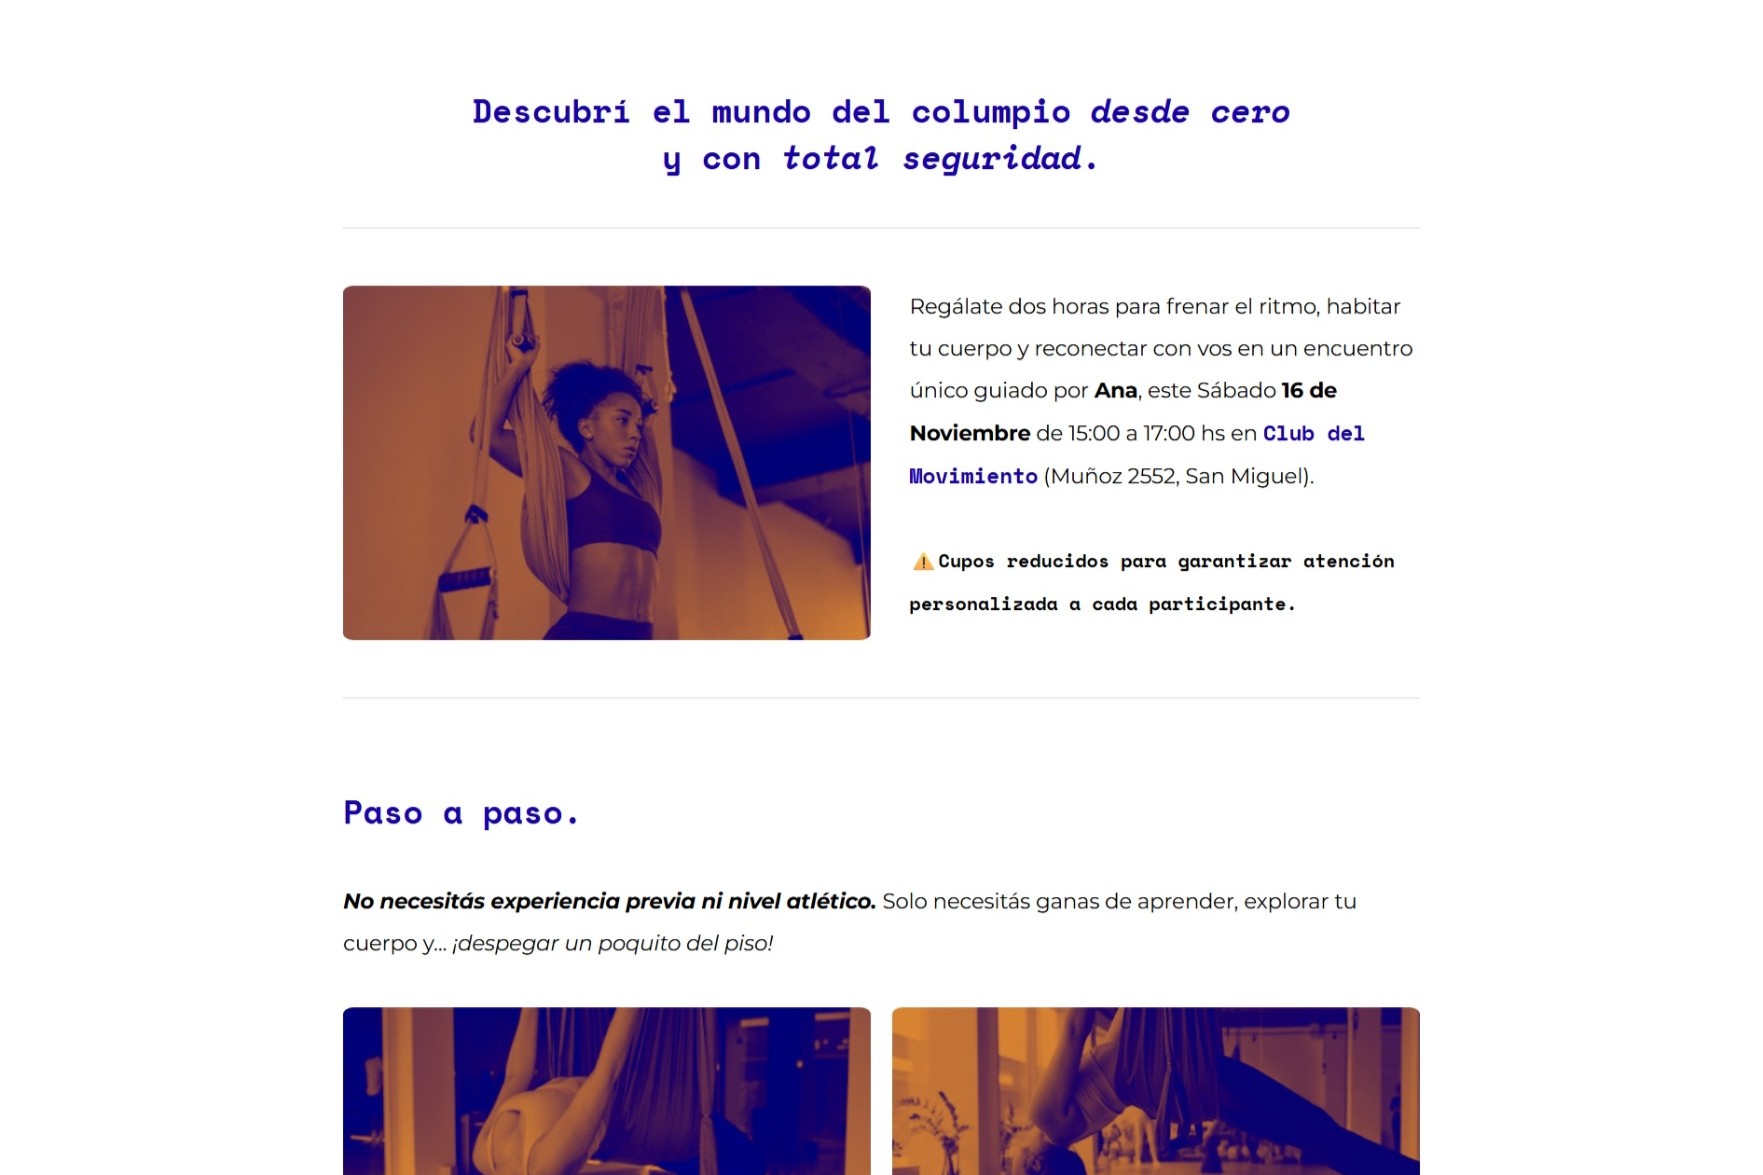 Descubrí el mundo del columpio desde cero
y con total seguridad.
Regálate dos horas para frenar el ritmo, habitar
tu cuerpo y reconectar con vos en un encuentro
único guiado por Ana, este Sábado 16 de
Noviembre de 15:00 a 17:00 hs en Club del
Movimiento (Muñoz 2552, San Miguel).
⚠️Cupos reducidos para garantizar atención
personalizada a cada participante.
Paso a paso.
No necesitás experiencia previa ni nivel atlético. Solo necesitás ganas de aprender, explorar tu
cuerpo y... ¡despegar un poquito del piso!